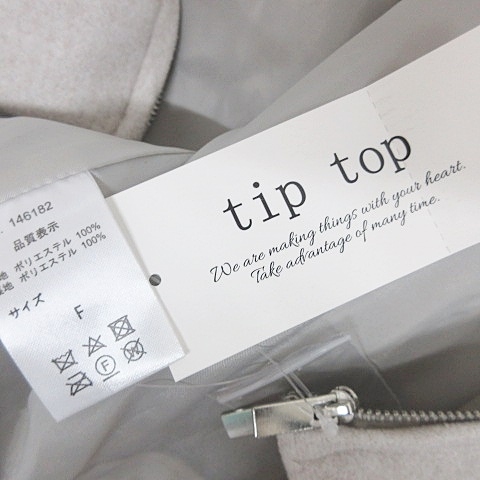 tip top
We are making things with your heart.
Take advantage of many time.
146182
品質表示
地 ポリエステル 100%
地 ポリエステル 100%
サイズ
F
F